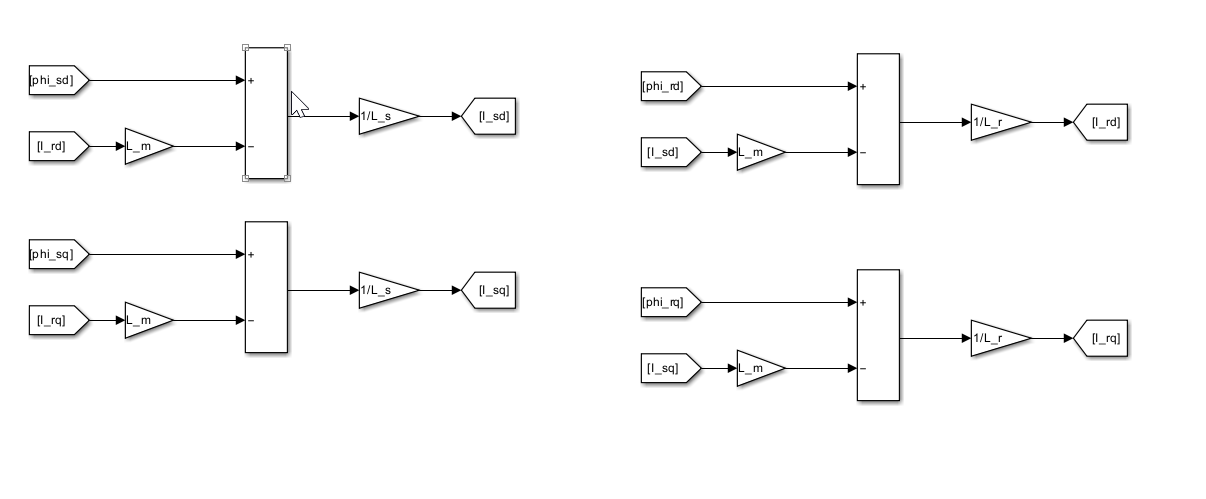 [phi_sd]
+
[I_rd]
L_m
−
1/L_s
[I_sd]
[phi_sq]
+
[I_rq]
L_m
−
1/L_s
[I_sq]
[phi_rd]
+
[I_sd]
L_m
−
1/L_r
[I_rd]
[phi_rq]
+
[I_sq]
L_m
−
1/L_r
[I_rq]